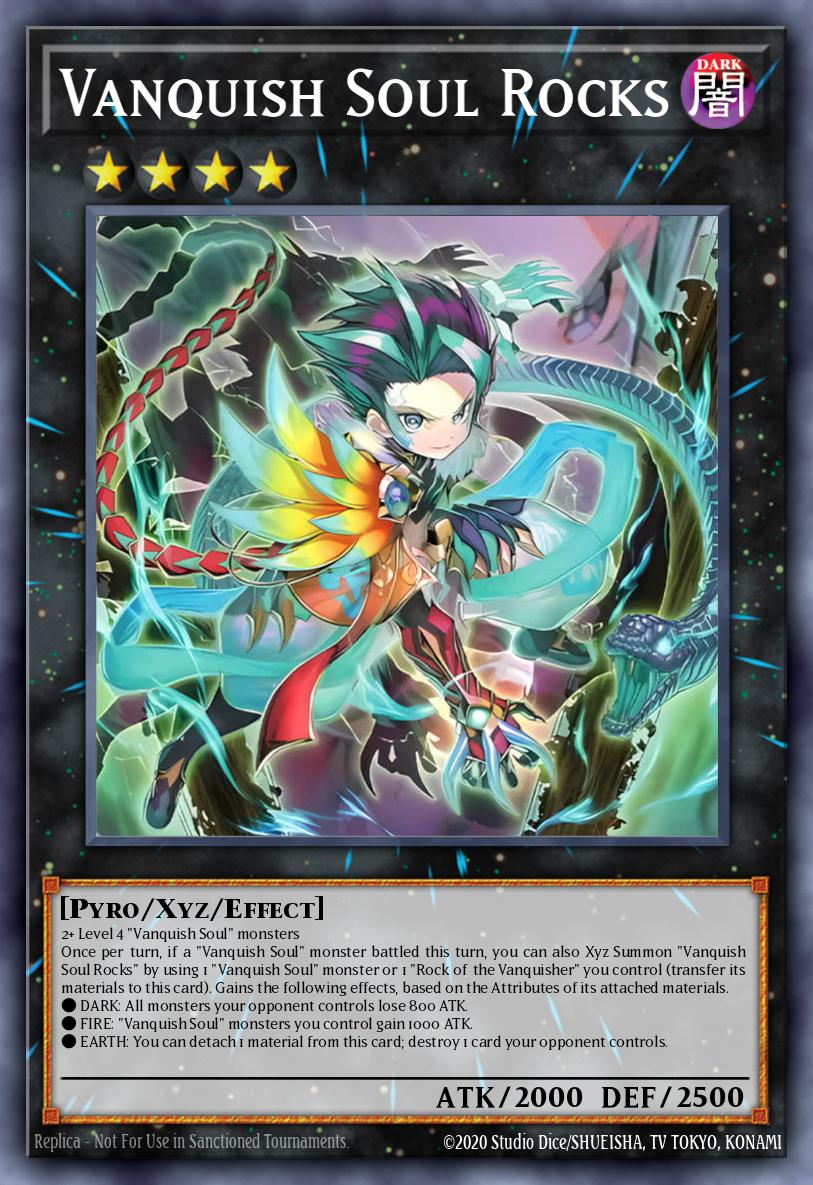 Vanquish Soul Rocks
DARK
闇
[Pyro/Xyz/Effect]
2+ Level 4 "Vanquish Soul" monsters
Once per turn, if a "Vanquish Soul" monster battled this turn, you can also Xyz Summon "Vanquish
Soul Rocks" by using 1 "Vanquish Soul" monster or 1 "Rock of the Vanquisher" you control (transfer its
materials to this card). Gains the following effects, based on the Attributes of its attached materials.
● DARK: All monsters your opponent controls lose 800 ATK.
● FIRE: "Vanquish Soul" monsters you control gain 1000 ATK.
● EARTH: You can detach 1 material from this card; destroy 1 card your opponent controls.
ATK/2000 DEF/2500
Replica - Not For Use in Sanctioned Tournaments.
©2020 Studio Dice/SHUEISHA, TV TOKYO, KONAMI